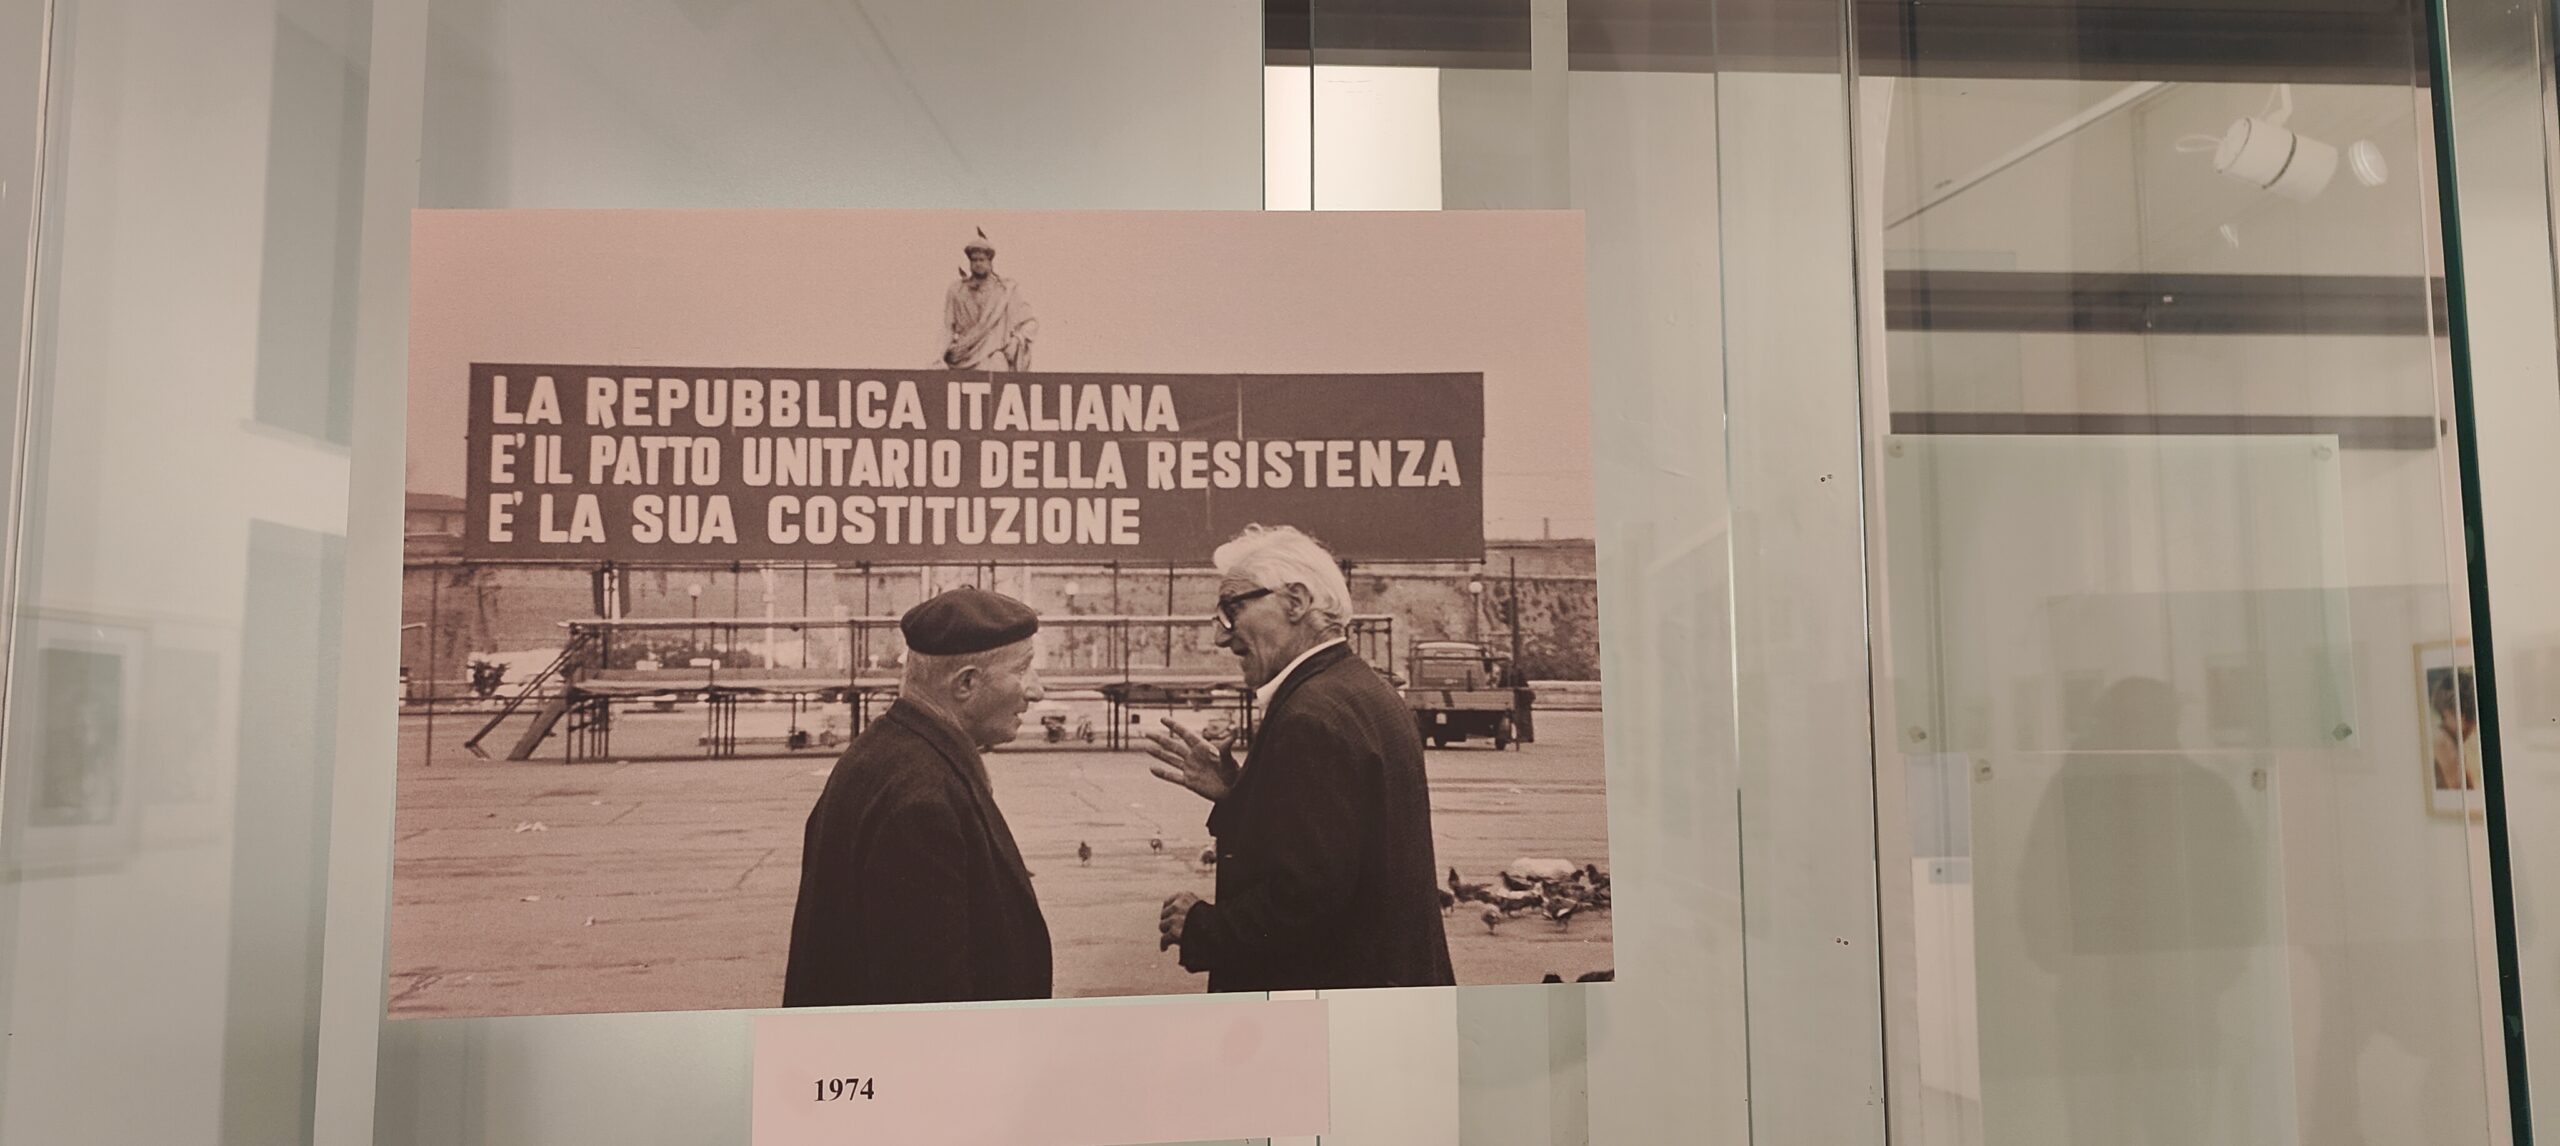 LA REPUBBLICA ITALIANA
E' IL PATTO UNITARIO DELLA RESISTENZA
E' LA SUA COSTITUZIONE
1974